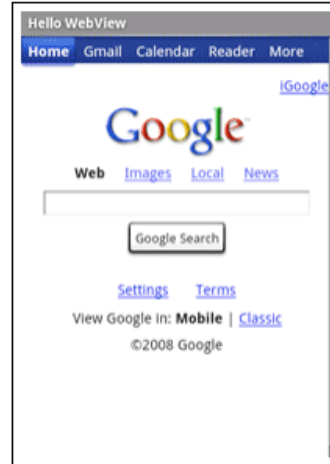 Hello WebView
Home Gmail Calendar Reader More
iGoogle
Google
Web Images Local News
Google Search
Settings Terms
View Google in: Mobile | Classic
©2008 Google